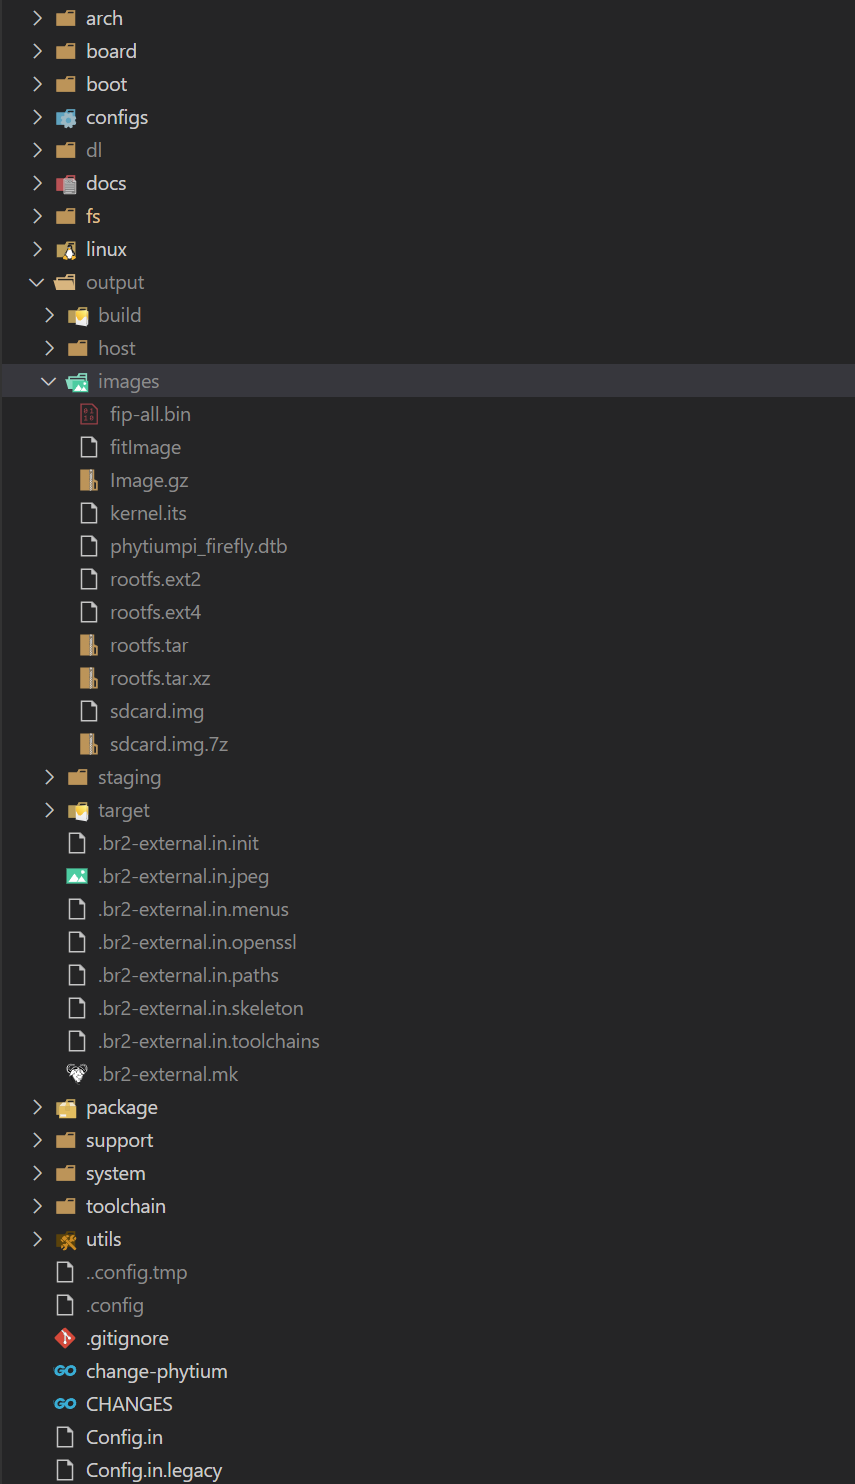 arch
board
boot
configs
dl
docs
fs
linux
output
build
host
images
fip-all.bin
fitImage
Image.gz
kernel.its
phytiumpi_firefly.dtb
rootfs.ext2
rootfs.ext4
rootfs.tar
rootfs.tar.xz
sdcard.img
sdcard.img.7z
staging
target
.br2-external.in.init
.br2-external.in.jpeg
.br2-external.in.menus
.br2-external.in.openssl
.br2-external.in.paths
.br2-external.in.skeleton
.br2-external.in.toolchains
.br2-external.mk
package
support
system
toolchain
utils
..config.tmp
.config
.gitignore
GO change-phytium
GO CHANGES
Config.in
Config.in.legacy